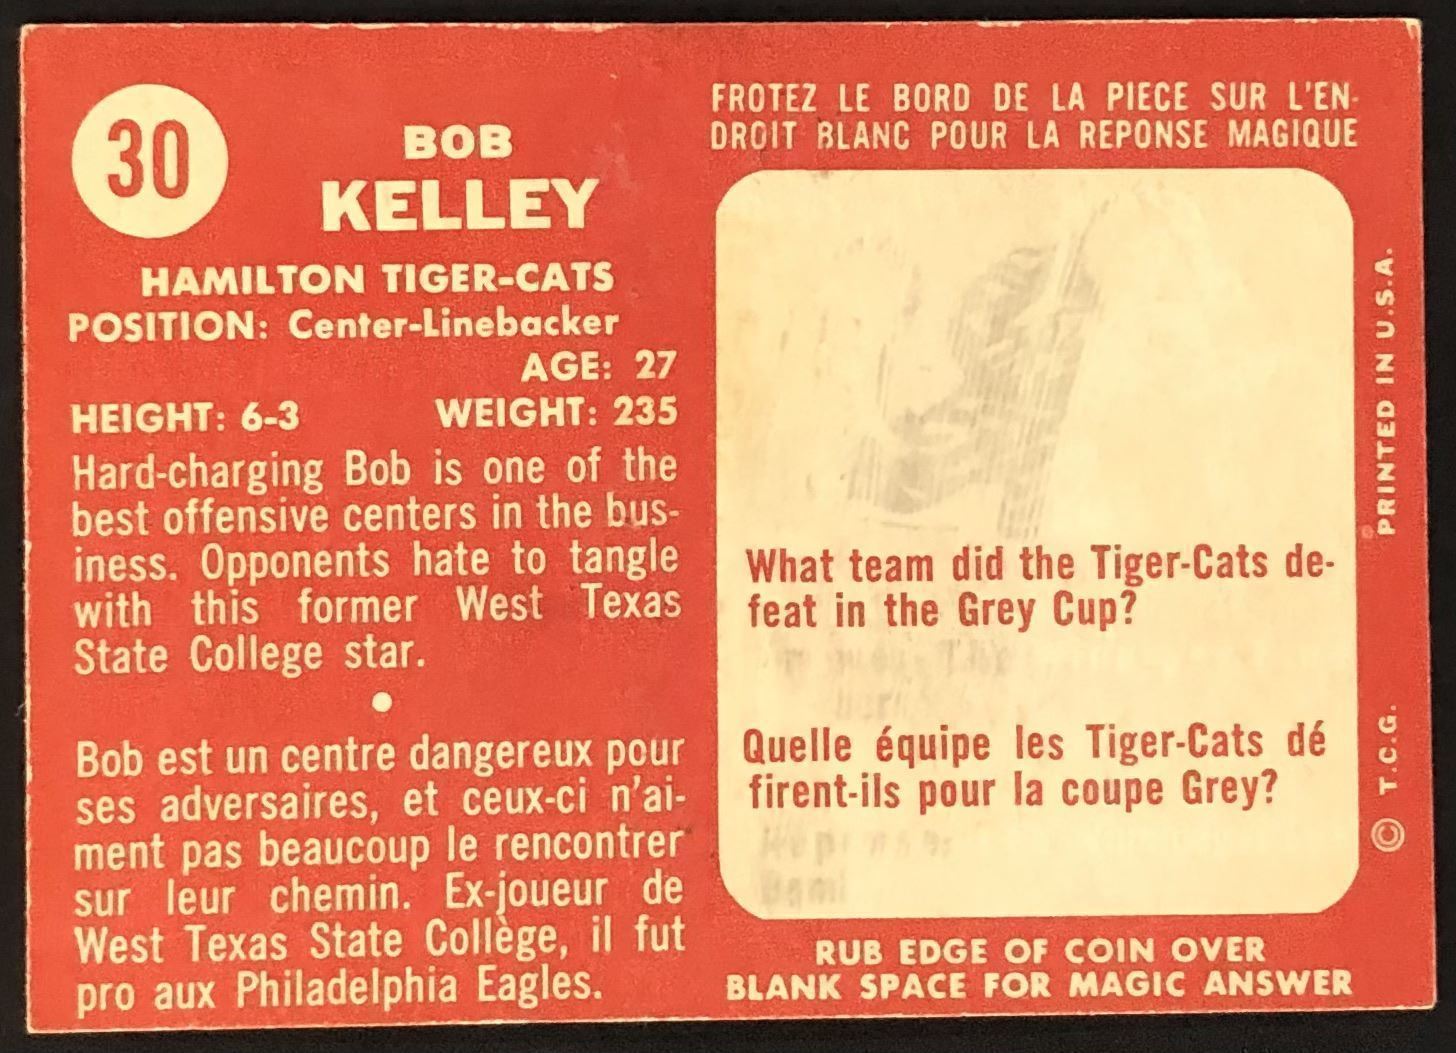 30
BOB
KELLEY
HAMILTON TIGER-CATS
POSITION: Center-Linebacker
AGE: 27
HEIGHT: 6-3 WEIGHT: 235
Hard-charging Bob is one of the
best offensive centers in the bus-
iness. Opponents hate to tangle
with this former West Texas
State College star.
Bob est un centre dangereux pour
ses adversaires, et ceux-ci n'ai-
ment pas beaucoup le rencontrer
sur leur chemin. Ex-joueur de
West Texas State Collège, il fut
pro aux Philadelphia Eagles.
FROTEZ LE BORD DE LA PIECE SUR L'EN-
DROIT BLANC POUR LA REPONSE MAGIQUE
What team did the Tiger-Cats de-
feat in the Grey Cup?
Quelle équipe les Tiger-Cats dé
firent-ils pour la coupe Grey?
RUB EDGE OF COIN OVER
BLANK SPACE FOR MAGIC ANSWER
© T.C.G. PRINTED IN U.S.A.